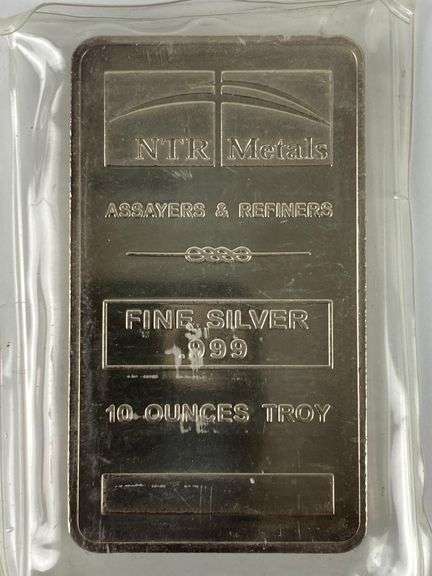 NTR Metals
ASSAYERS & REFINERS
FINE SILVER
.999
10 OUNCES TROY